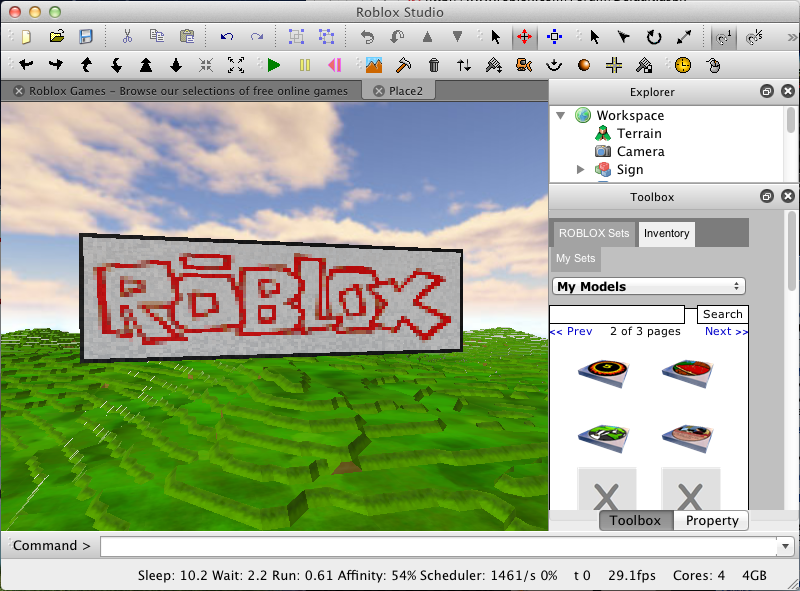 Roblox Studio
Roblox Games – Browse our selections of free online games
Place2
Explorer
Workspace
Terrain
Camera
Sign
RōBlox
Toolbox
ROBLOX Sets
Inventory
My Sets
My Models
Search
<< Prev 2 of 3 pages Next >>
Toolbox
Property
Command >
Sleep: 10.2 Wait: 2.2 Run: 0.61 Affinity: 54% Scheduler: 1461/s 0% t 0 29.1fps Cores: 4 4GB